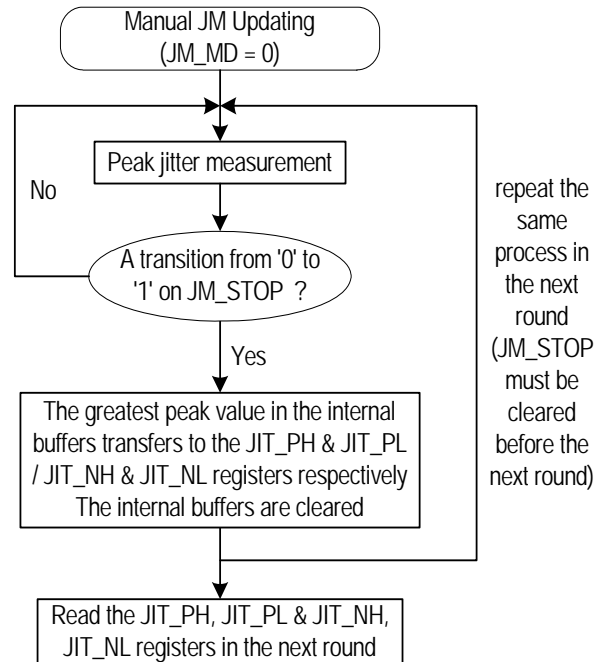 Manual JM Updating
(JM_MD = 0)
Peak jitter measurement
No
A transition from '0' to
'1' on JM_STOP ?
Yes
The greatest peak value in the internal
buffers transfers to the JIT_PH & JIT_PL
/ JIT_NH & JIT_NL registers respectively
The internal buffers are cleared
repeat the
same
process in
the next
round
(JM_STOP
must be
cleared
before the
next round)
Read the JIT_PH, JIT_PL & JIT_NH,
JIT_NL registers in the next round